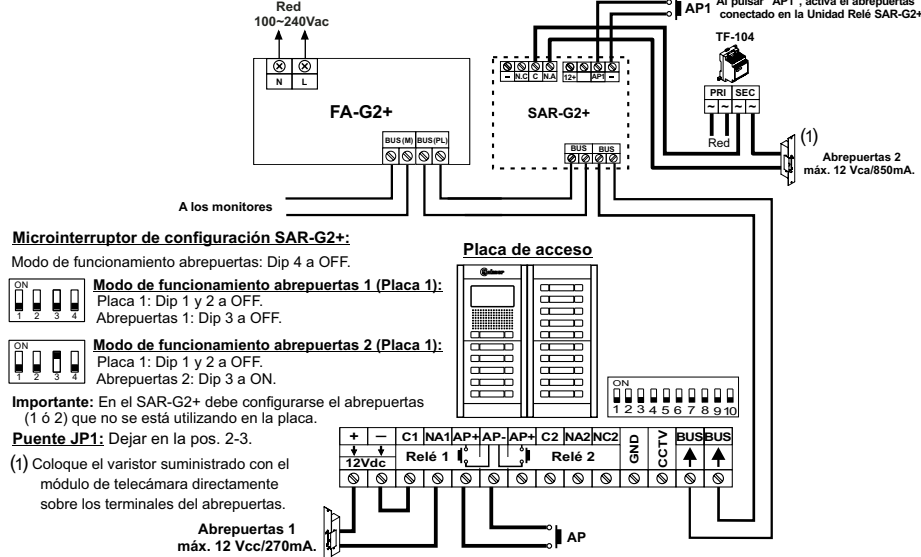 Red
100~240Vac
N L
FA-G2+
BUS(M) BUS(PL)
A los monitores
- N.C C N.A 12+ AP1 -
SAR-G2+
BUS BUS
AP1
Al pulsar "AP1", activa el abrepuertas
conectado en la Unidad Relé SAR-G2+
TF-104
PRI SEC
~ ~ ~ ~
Red
(1)
Abrepuertas 2
máx. 12 Vca/850mA.
Microinterruptor de configuración SAR-G2+:
Modo de funcionamiento abrepuertas: Dip 4 a OFF.
ON
1 2 3 4
Modo de funcionamiento abrepuertas 1 (Placa 1):
Placa 1: Dip 1 y 2 a OFF.
Abrepuertas 1: Dip 3 a OFF.
ON
1 2 3 4
Modo de funcionamiento abrepuertas 2 (Placa 1):
Placa 1: Dip 1 y 2 a OFF.
Abrepuertas 2: Dip 3 a ON.
Importante: En el SAR-G2+ debe configurarse el abrepuertas
(1 ó 2) que no se está utilizando en la placa.
Puente JP1: Dejar en la pos. 2-3.
(1) Coloque el varistor suministrado con el
módulo de telecámara directamente
sobre los terminales del abrepuertas.
Placa de acceso
Golmar
ON
1 2 3 4 5 6 7 8 9 10
+ - C1 NA1 AP+ AP- AP+ C2 NA2 NC2 GND CCTV BUS BUS
12Vdc Relé 1 Relé 2
Abrepuertas 1
máx. 12 Vcc/270mA.
AP